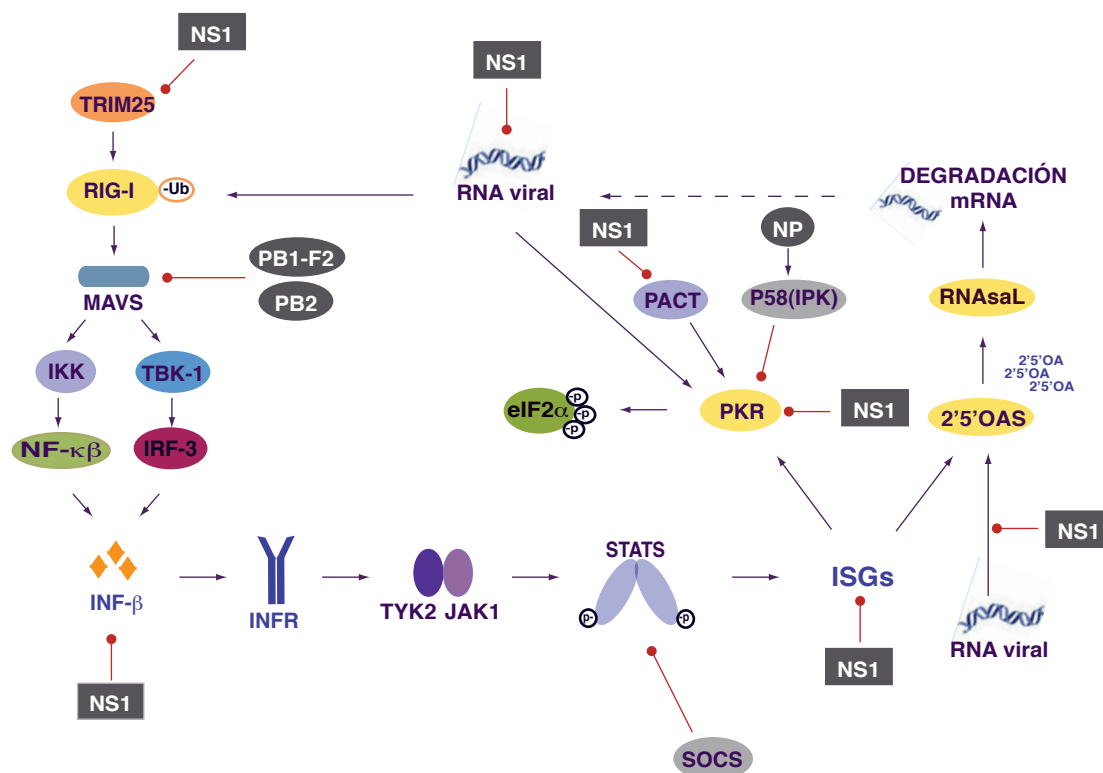 NS1
NS1
TRIM25
RIG-I
-Ub
RNA viral
DEGRADACIÓN
mRNA
NS1
NP
PB1-F2
PB2
MAVS
PACT
P58(IPK)
RNAsaL
IKK
TBK-1
2'5'OA
2'5'OA
2'5'OA
eIF2α
-p
-p
-p
PKR
NS1
2'5'OAS
NF-κβ
IRF-3
NS1
STATS
ISGs
INF-β
INFR
TYK2 JAK1
p-
-p
NS1
NS1
RNA viral
SOCS